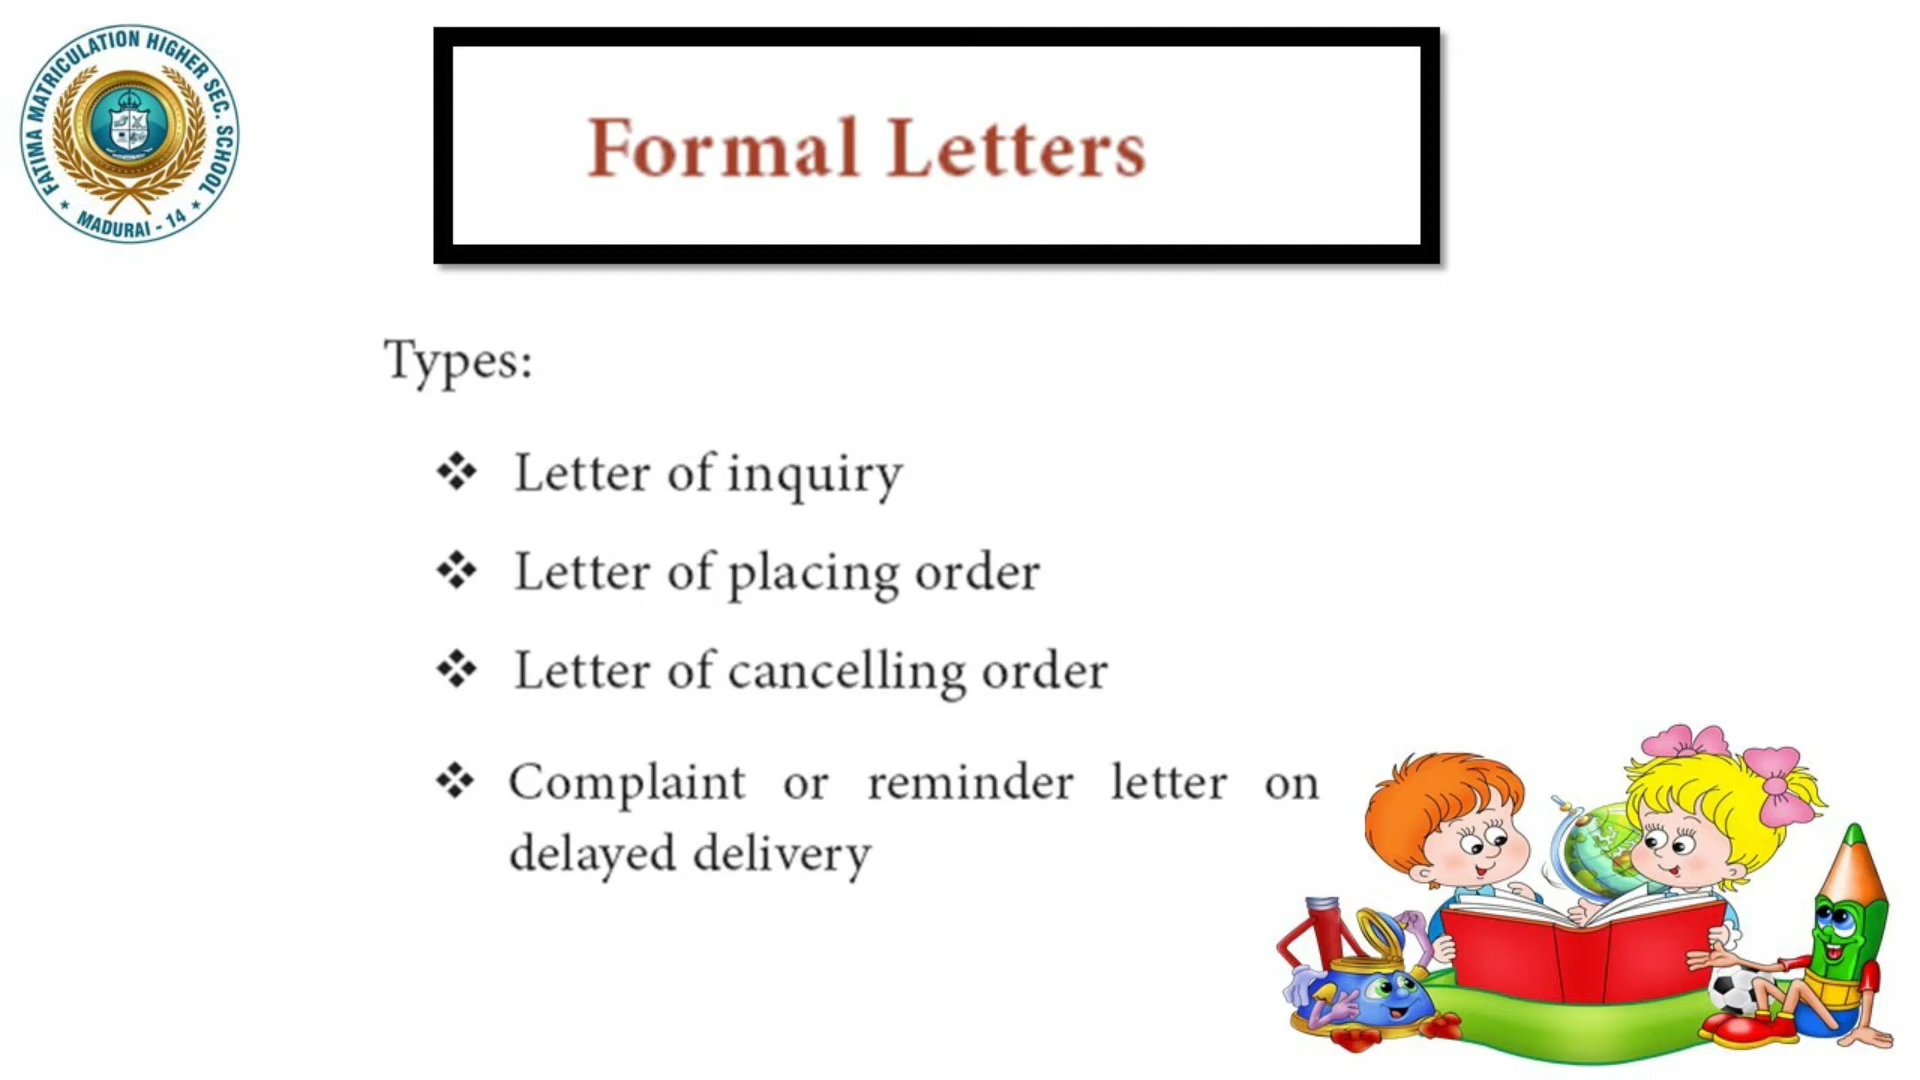 FATIMA MATRICULATION HIGHER SEC. SCHOOL
MADURAI - 14
Formal Letters
Types:
❖ Letter of inquiry
❖ Letter of placing order
❖ Letter of cancelling order
❖ Complaint or reminder letter on
delayed delivery